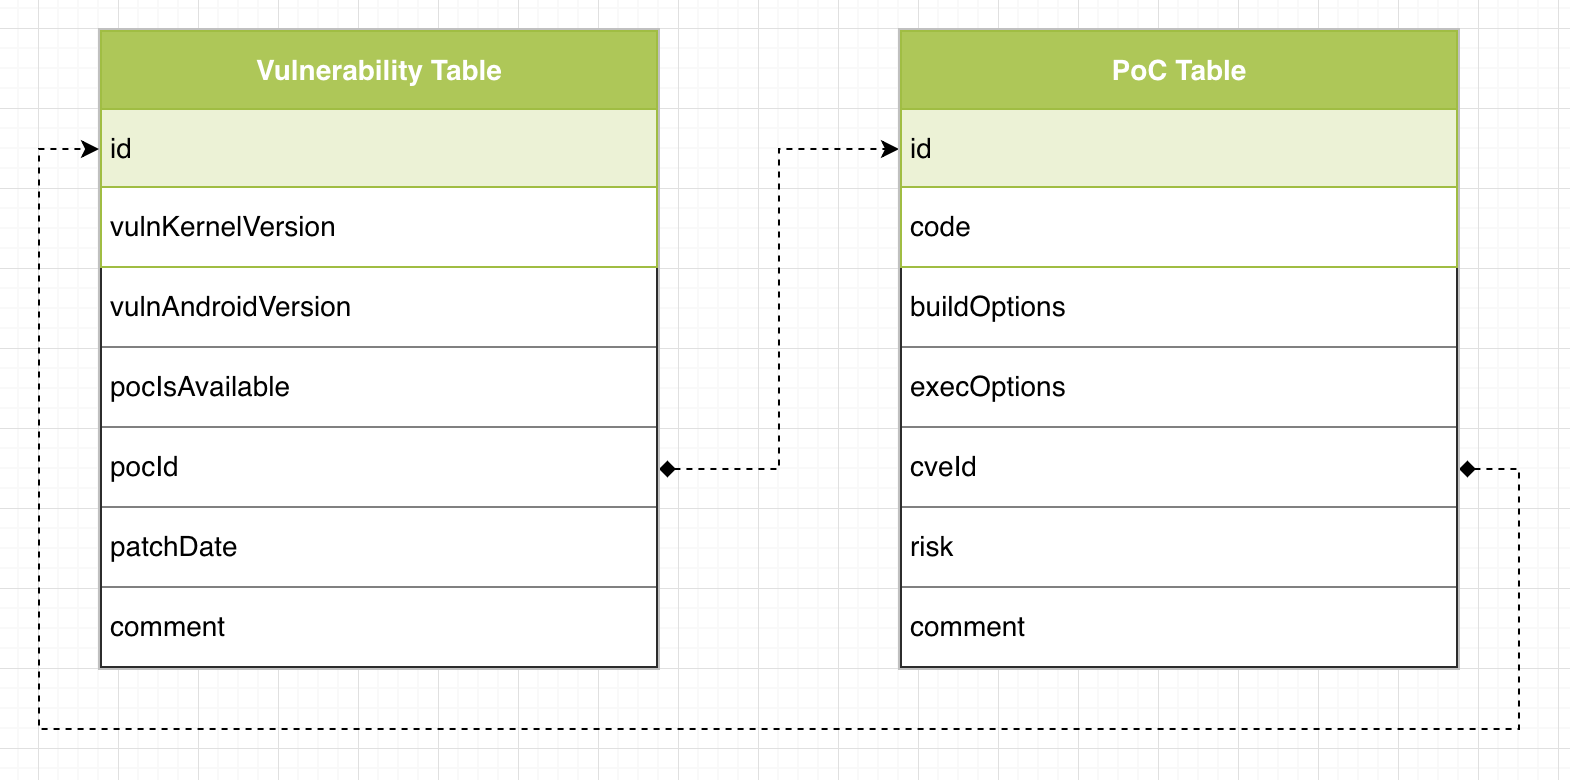 Vulnerability Table
id
vulnKernelVersion
vulnAndroidVersion
pocIsAvailable
pocId
patchDate
comment
PoC Table
id
code
buildOptions
execOptions
cveId
risk
comment